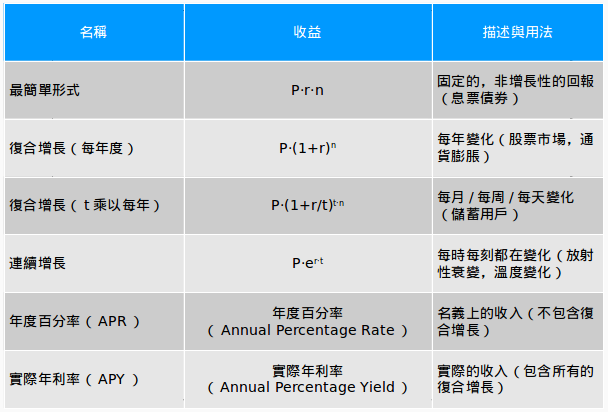 名稱
收益
描述與用法
最簡單形式
P·r·n
固定的，非增長性的回報
（息票債券）
復合增長（每年度）
P·(1+r)ⁿ
每年變化（股票市場，通
貨膨脹）
復合增長（ t 乘以每年）
P·(1+r/t)ᵗ·ⁿ
每月 / 每周 / 每天變化
（儲蓄用戶）
連續增長
P·eʳ·ᵗ
每時每刻都在變化（放射
性衰變，溫度變化）
年度百分率（ APR ）
年度百分率
（ Annual Percentage Rate ）
名義上的收入（不包含復
合增長）
實際年利率（ APY ）
實際年利率
（ Annual Percentage Yield ）
實際的收入（包含所有的
復合增長）